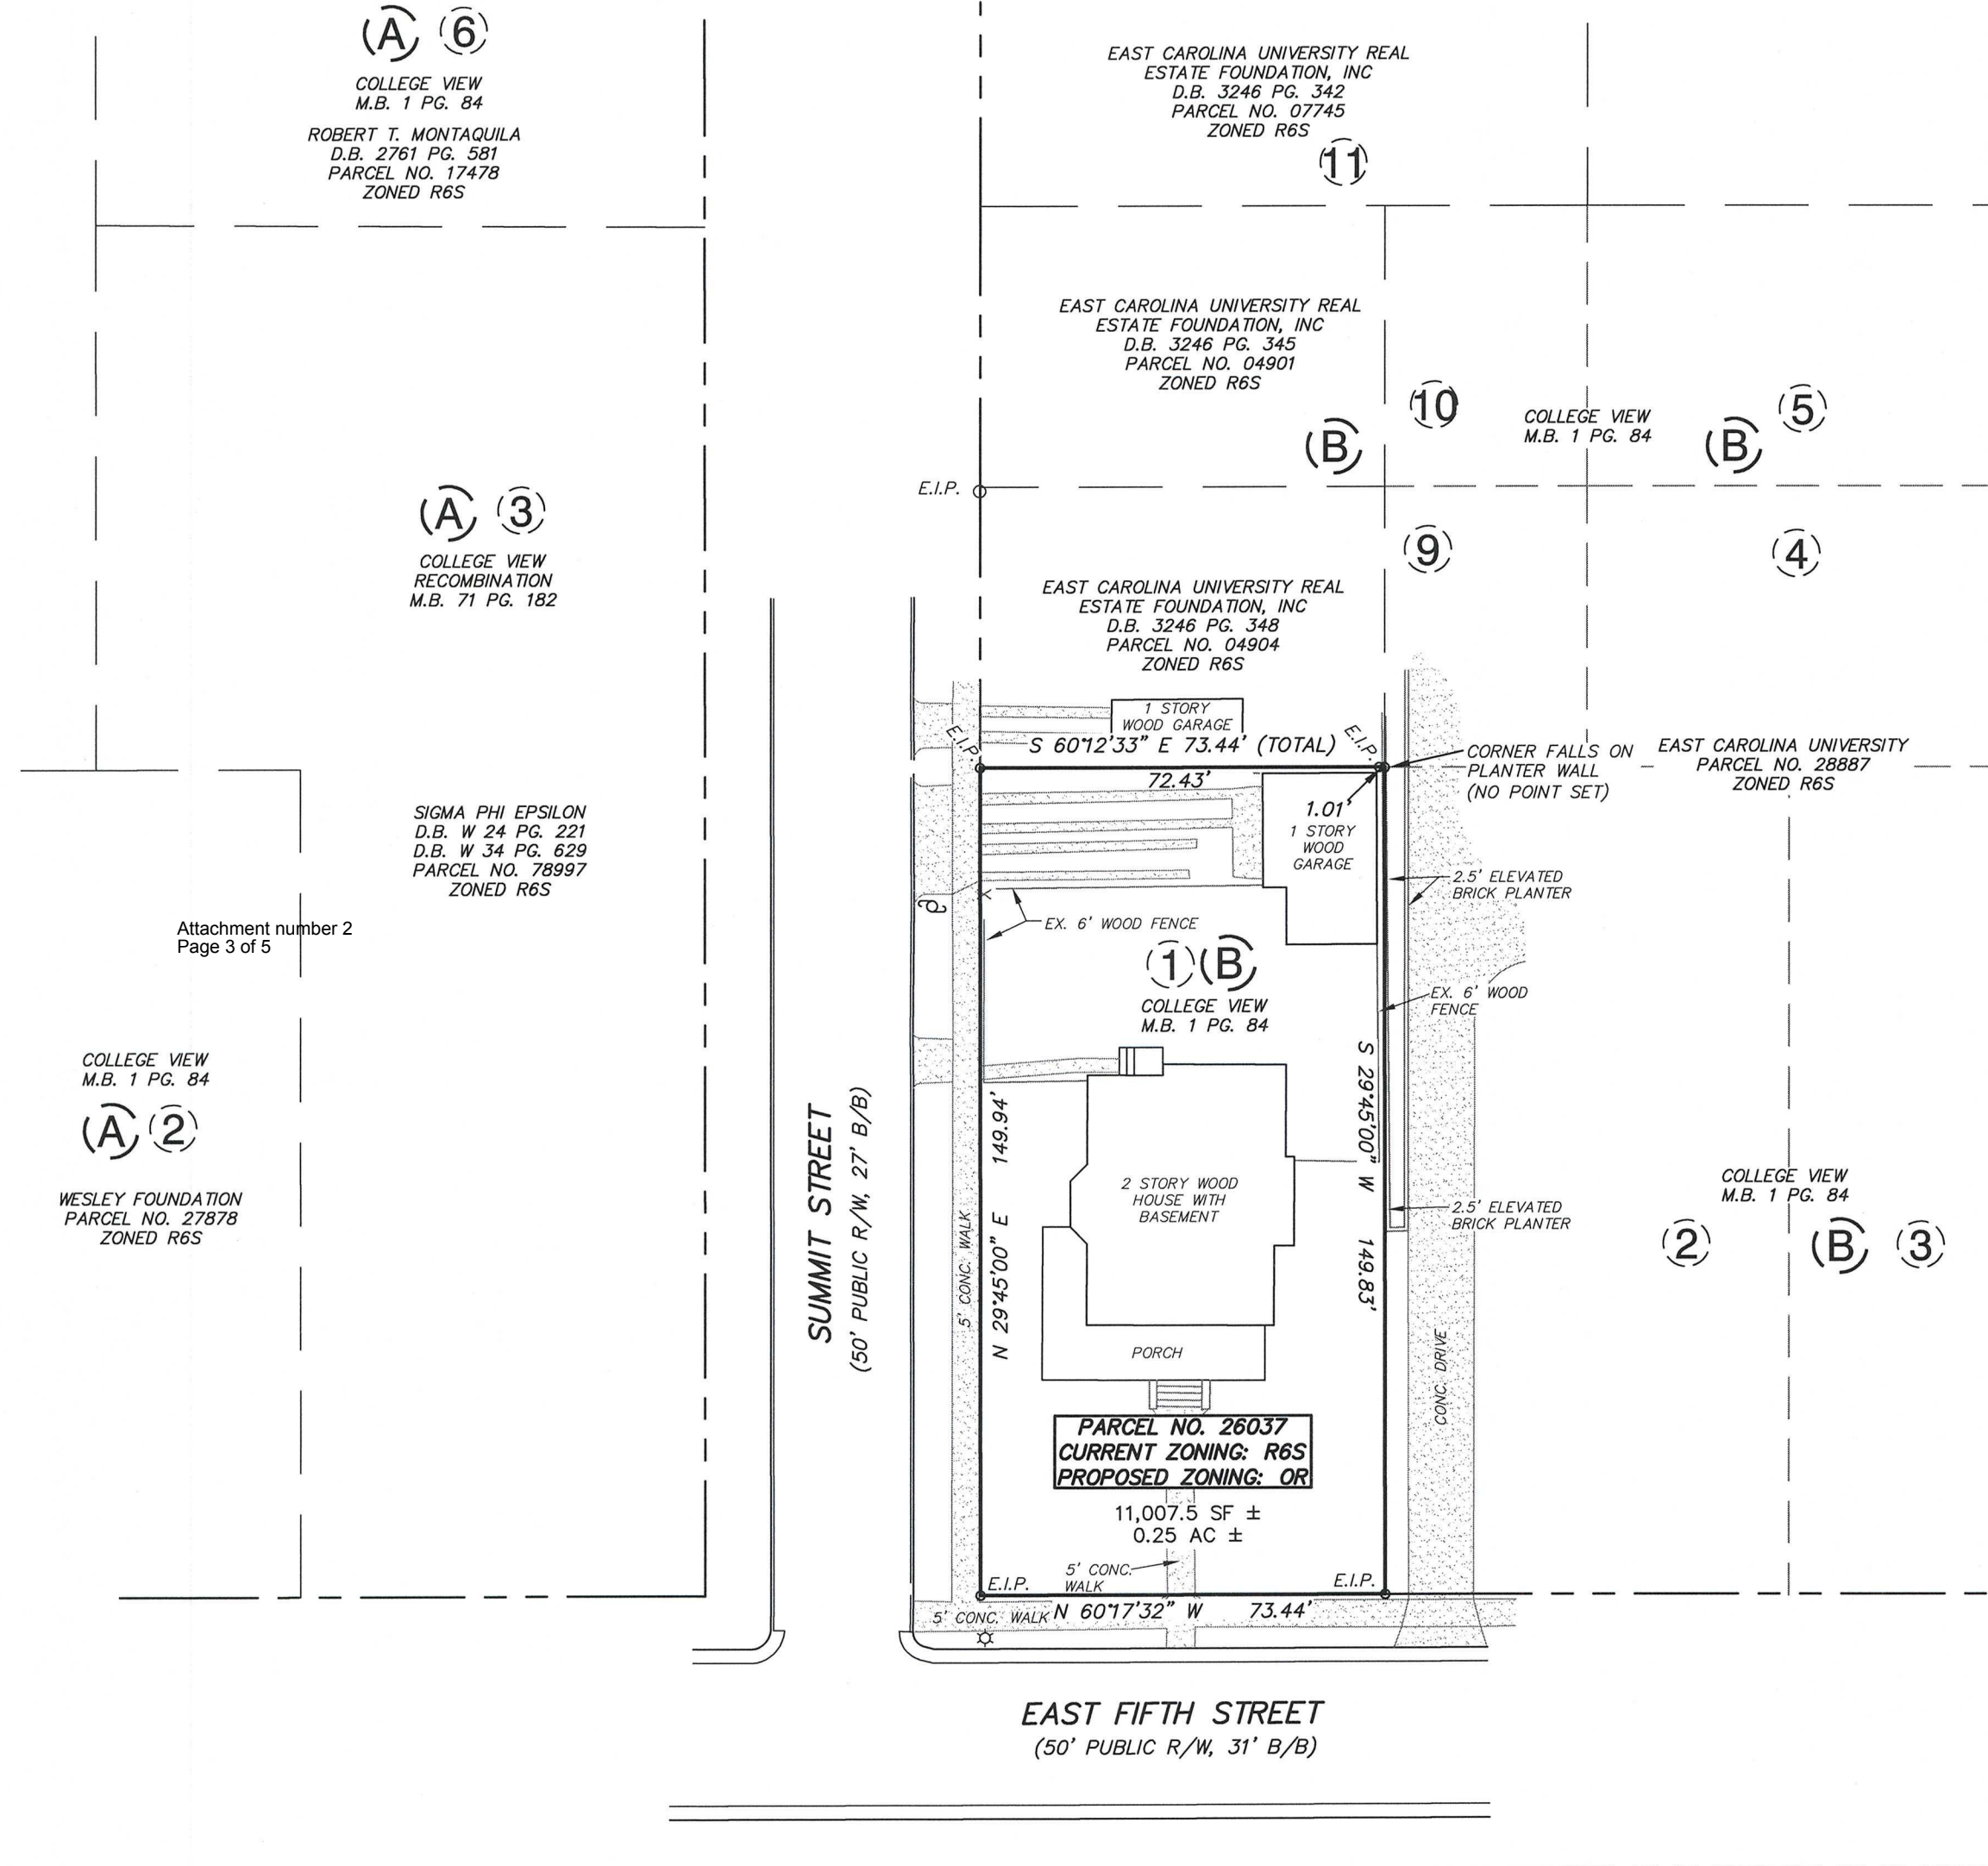 A 6
COLLEGE VIEW
M.B. 1 PG. 84
ROBERT T. MONTAQUILA
D.B. 2761 PG. 581
PARCEL NO. 17478
ZONED R6S
EAST CAROLINA UNIVERSITY REAL
ESTATE FOUNDATION, INC
D.B. 3246 PG. 342
PARCEL NO. 07745
ZONED R6S
11
EAST CAROLINA UNIVERSITY REAL
ESTATE FOUNDATION, INC
D.B. 3246 PG. 345
PARCEL NO. 04901
ZONED R6S
B
10
COLLEGE VIEW
M.B. 1 PG. 84
B
5
E.I.P.
A 3
COLLEGE VIEW
RECOMBINATION
M.B. 71 PG. 182
9
4
EAST CAROLINA UNIVERSITY REAL
ESTATE FOUNDATION, INC
D.B. 3246 PG. 348
PARCEL NO. 04904
ZONED R6S
1 STORY
WOOD GARAGE
E.I.P.
S 60°12'33" E 73.44' (TOTAL)
E.I.P.
72.43'
1.01'
CORNER FALLS ON
PLANTER WALL
(NO POINT SET)
EAST CAROLINA UNIVERSITY
PARCEL NO. 28887
ZONED R6S
SIGMA PHI EPSILON
D.B. W 24 PG. 221
D.B. W 34 PG. 629
PARCEL NO. 78997
ZONED R6S
1 STORY
WOOD
GARAGE
2.5' ELEVATED
BRICK PLANTER
Attachment number 2
Page 3 of 5
EX. 6' WOOD FENCE
1 B
COLLEGE VIEW
M.B. 1 PG. 84
EX. 6' WOOD
FENCE
COLLEGE VIEW
M.B. 1 PG. 84
A 2
WESLEY FOUNDATION
PARCEL NO. 27878
ZONED R6S
SUMMIT STREET
(50' PUBLIC R/W, 27' B/B)
5' CONC. WALK
N 29°45'00" E 149.94'
2 STORY WOOD
HOUSE WITH
BASEMENT
S 29°45'00" W 149.83'
2.5' ELEVATED
BRICK PLANTER
COLLEGE VIEW
M.B. 1 PG. 84
2
B 3
PORCH
CONC. DRIVE
PARCEL NO. 26037
CURRENT ZONING: R6S
PROPOSED ZONING: OR
11,007.5 SF ±
0.25 AC ±
5' CONC.
WALK
E.I.P.
E.I.P.
5' CONC. WALK
N 60°17'32" W 73.44'
EAST FIFTH STREET
(50' PUBLIC R/W, 31' B/B)